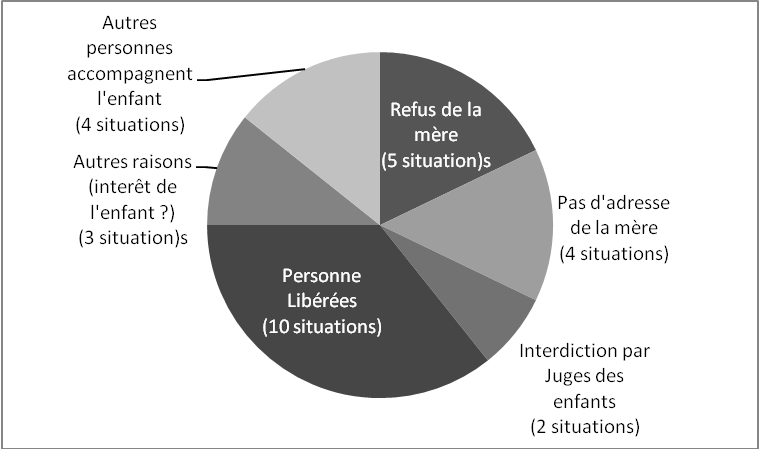 Autres
personnes
accompagnent
l'enfant
(4 situations)
Refus de la
mère
(5 situation)s
Autres raisons
(interêt de
l'enfant ?)
(3 situation)s
Pas d'adresse
de la mère
(4 situations)
Personne
Libérées
(10 situations)
Interdiction par
Juges des
enfants
(2 situations)